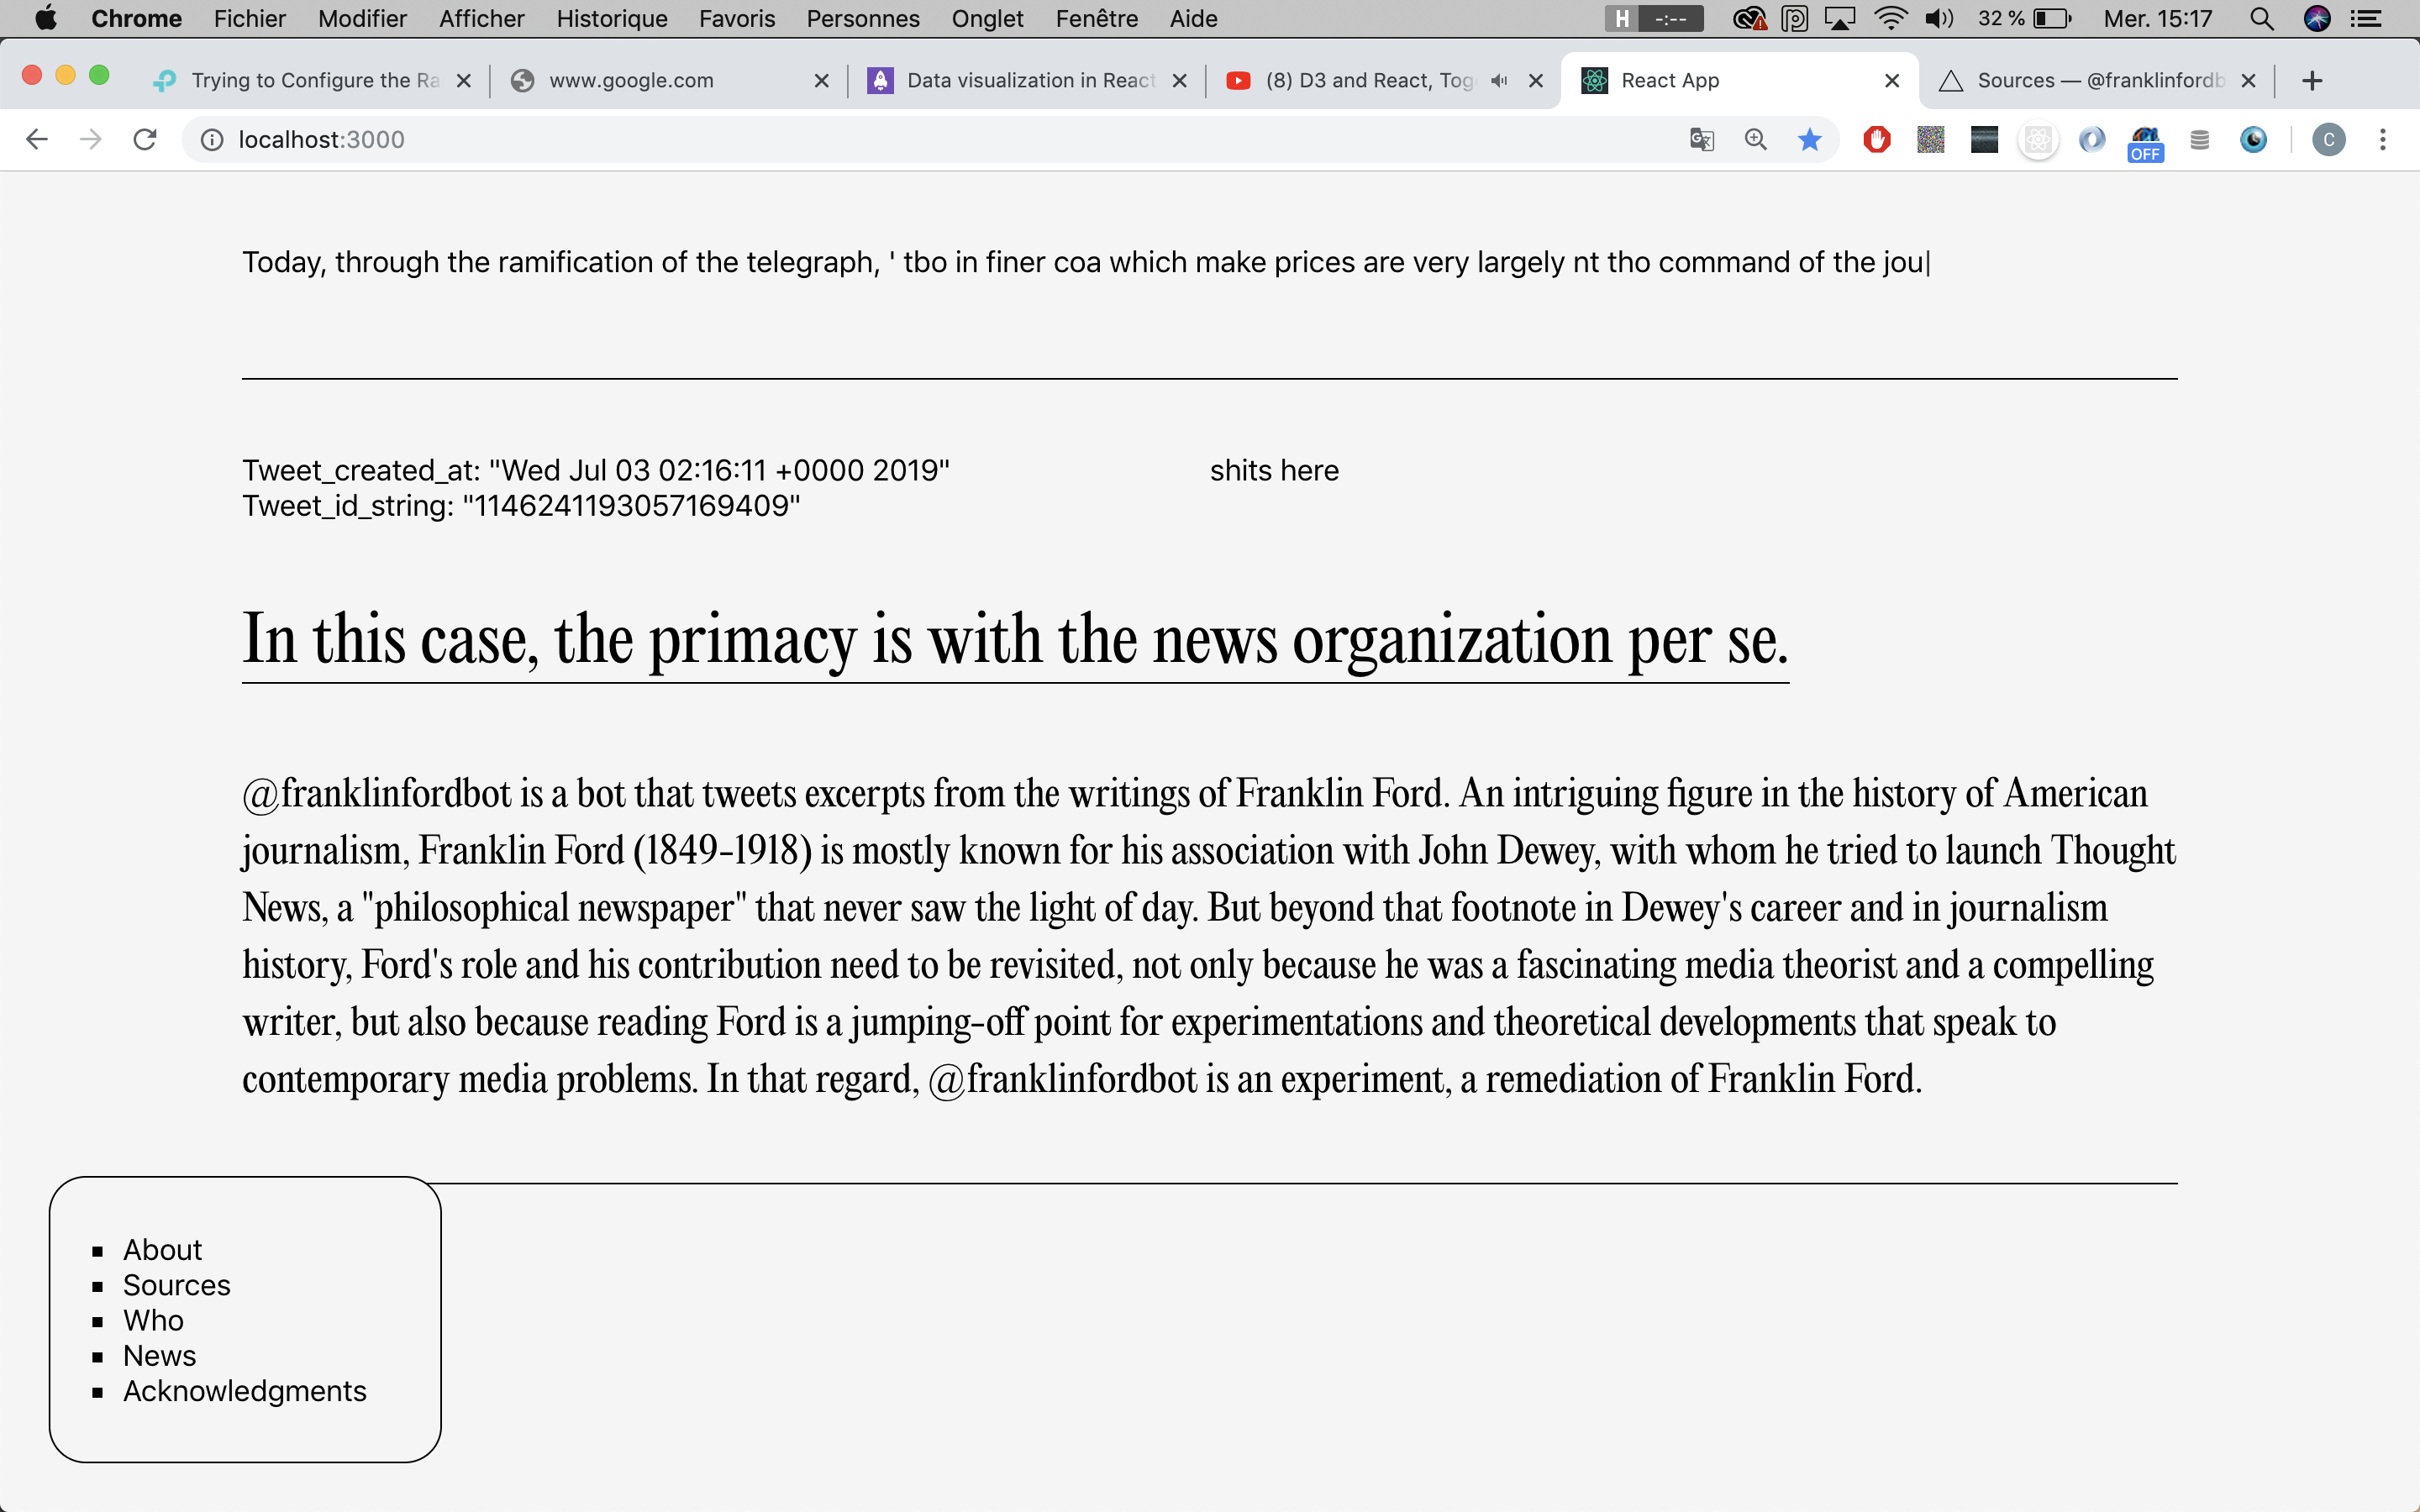 Chrome Fichier Modifier Afficher Historique Favoris Personnes Onglet Fenêtre Aide H -:-- 32 % Mer. 15:17
Trying to Configure the Ra www.google.com Data visualization in React (8) D3 and React, Tog React App Sources — @franklinfordb
localhost:3000 OFF C
Today, through the ramification of the telegraph, ' tbo in finer coa which make prices are very largely nt tho command of the jou|
Tweet_created_at: "Wed Jul 03 02:16:11 +0000 2019" shits here
Tweet_id_string: "1146241193057169409"
In this case, the primacy is with the news organization per se.
@franklinfordbot is a bot that tweets excerpts from the writings of Franklin Ford. An intriguing figure in the history of American
journalism, Franklin Ford (1849-1918) is mostly known for his association with John Dewey, with whom he tried to launch Thought
News, a "philosophical newspaper" that never saw the light of day. But beyond that footnote in Dewey's career and in journalism
history, Ford's role and his contribution need to be revisited, not only because he was a fascinating media theorist and a compelling
writer, but also because reading Ford is a jumping-off point for experimentations and theoretical developments that speak to
contemporary media problems. In that regard, @franklinfordbot is an experiment, a remediation of Franklin Ford.
About
Sources
Who
News
Acknowledgments